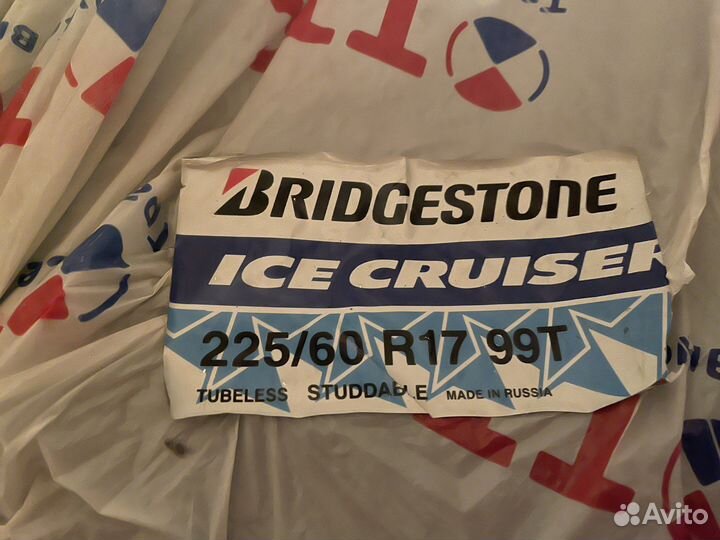 BRIDGESTONE
ICE CRUISER
225/60 R17 99T
TUBELESS STUDDABLE MADE IN RUSSIA
Avito